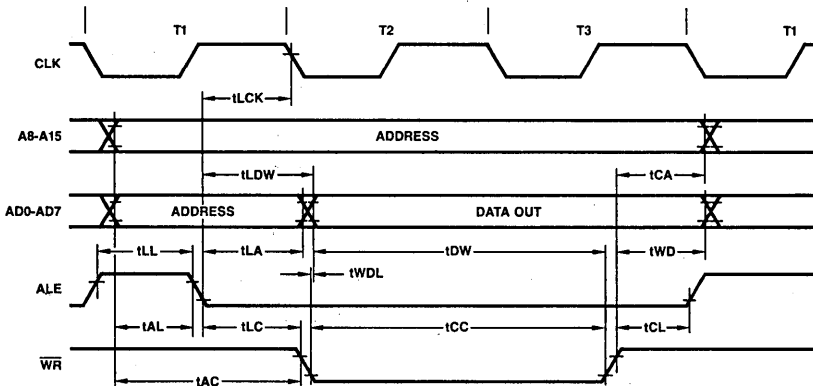 T1 T2 T3 T1
CLK
tLCK
A8-A15 ADDRESS
tLDW tCA
AD0-AD7 ADDRESS DATA OUT
tLL tLA tDW tWD
tWDL
ALE
tAL tLC tCC tCL
WR
tAC